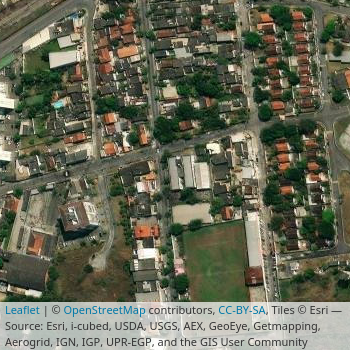 Leaflet | © OpenStreetMap contributors, CC-BY-SA, Tiles © Esri —
Source: Esri, i-cubed, USDA, USGS, AEX, GeoEye, Getmapping,
Aerogrid, IGN, IGP, UPR-EGP, and the GIS User Community